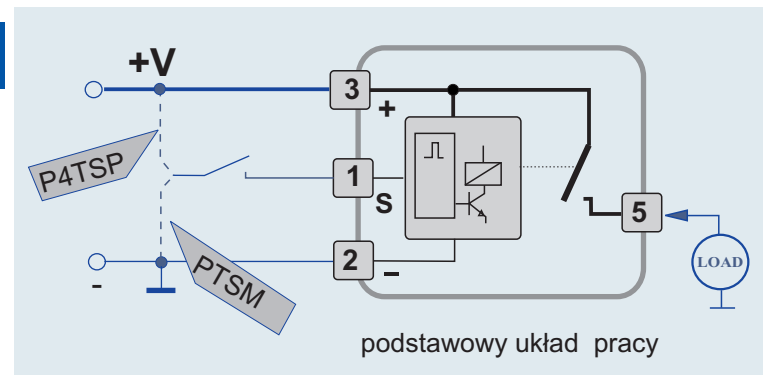 +V
3
+
P4TSP
1
S
5
2
-
-
PTSM
LOAD
podstawowy układ pracy